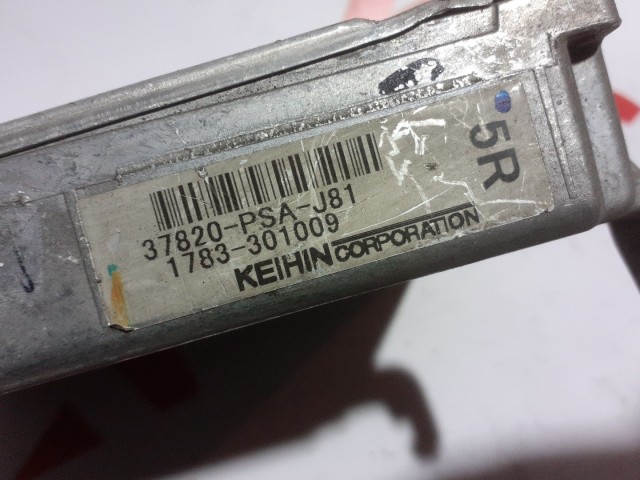 5R
37820-PSA-J81
1783-301009
KEIHIN CORPORATION